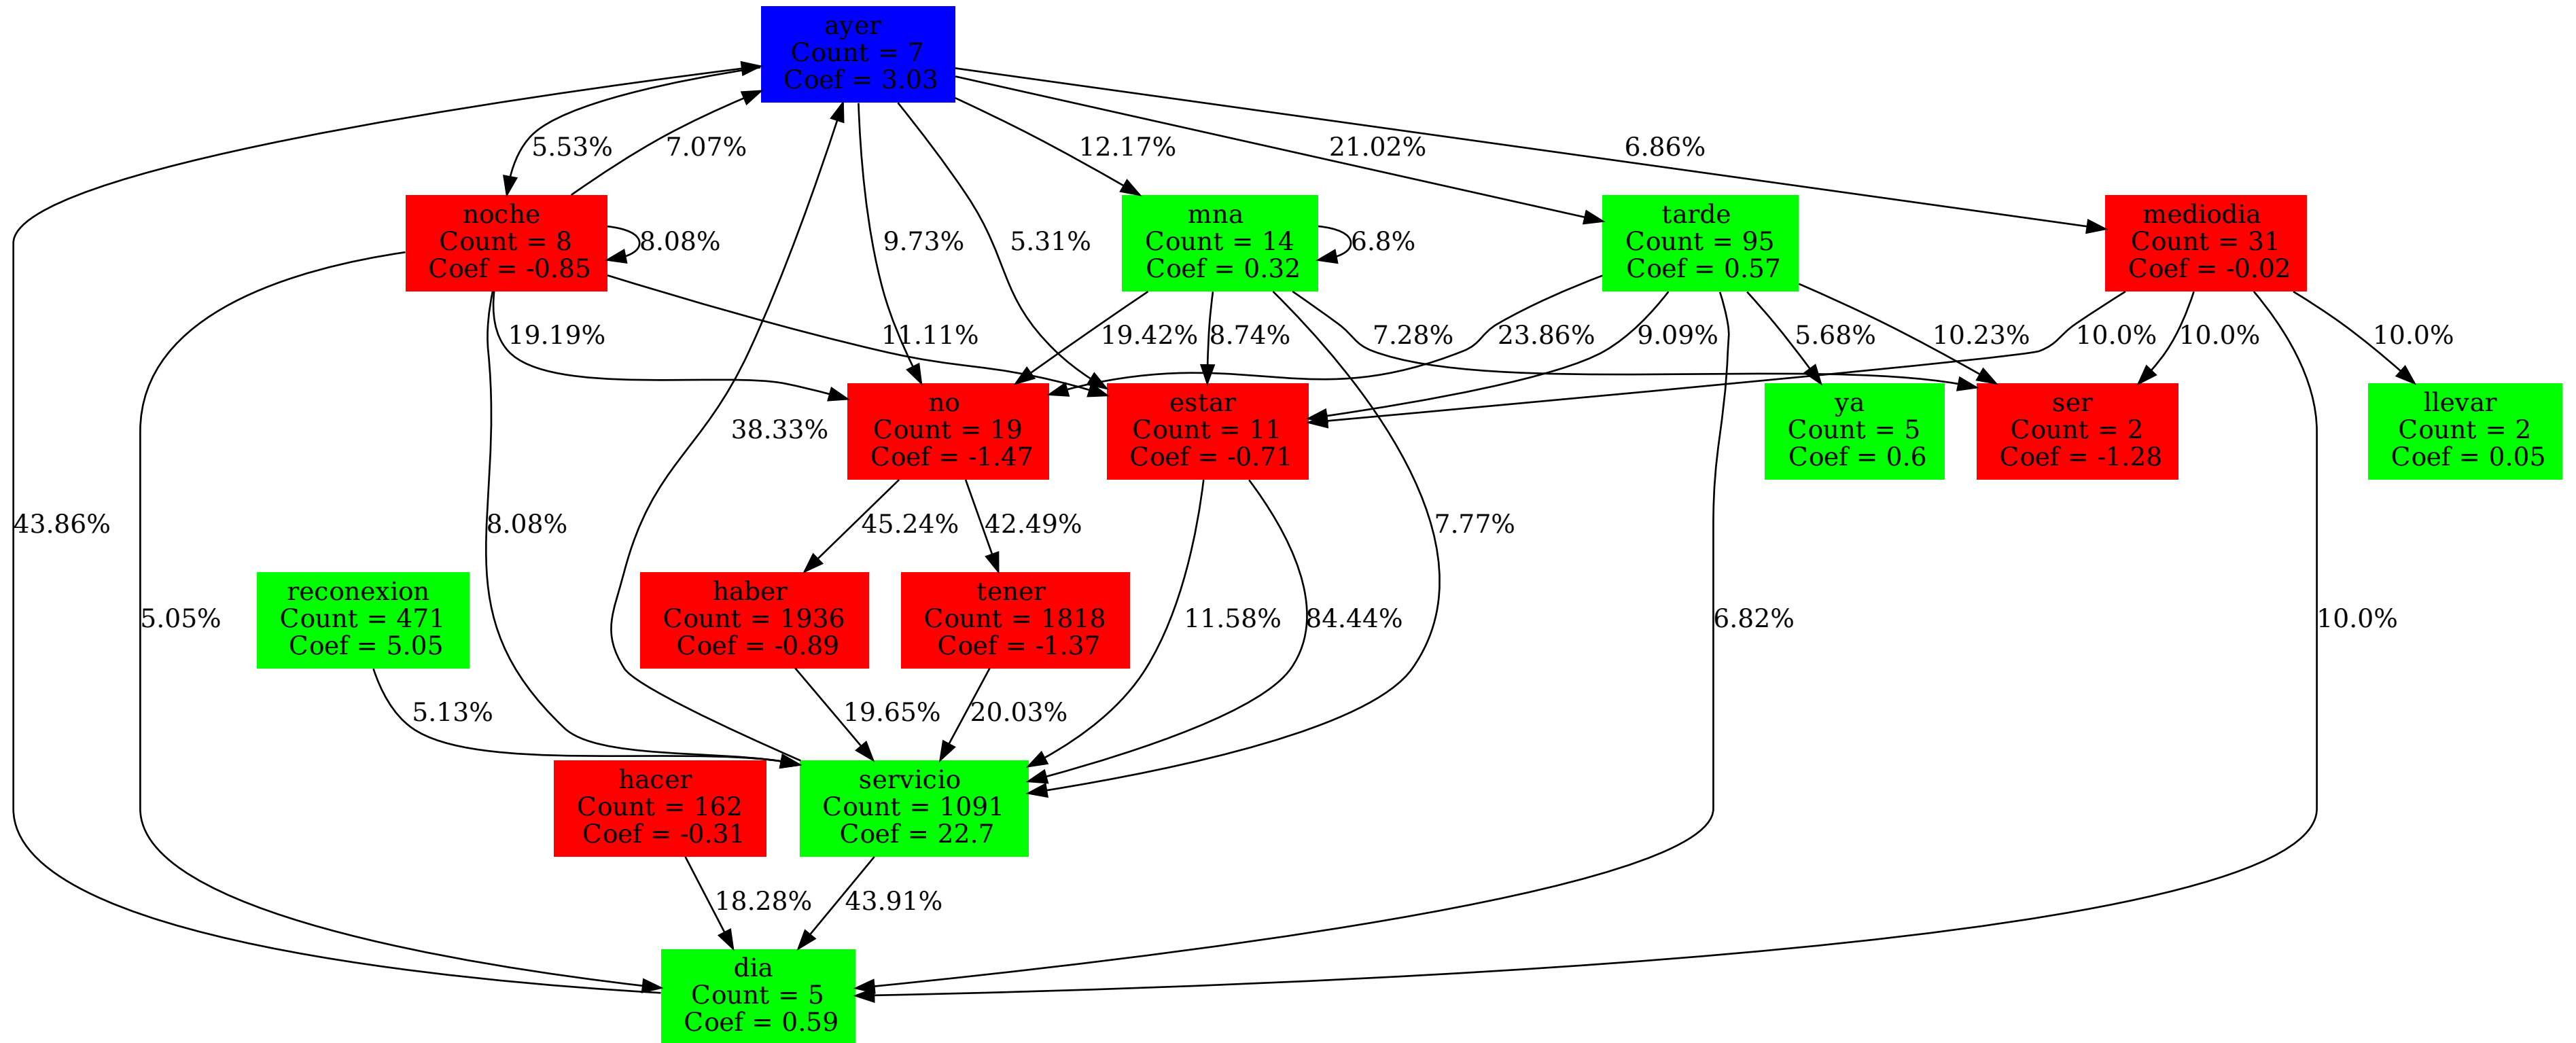 ayer
Count = 7
Coef = 3.03
5.53%
7.07%
12.17%
21.02%
6.86%
noche
Count = 8
Coef = -0.85
8.08%
9.73%
5.31%
mna
Count = 14
Coef = 0.32
6.8%
tarde
Count = 95
Coef = 0.57
mediodia
Count = 31
Coef = -0.02
19.19%
11.11%
19.42%
8.74%
7.28%
23.86%
9.09%
5.68%
10.23%
10.0%
10.0%
10.0%
38.33%
no
Count = 19
Coef = -1.47
estar
Count = 11
Coef = -0.71
ya
Count = 5
Coef = 0.6
ser
Count = 2
Coef = -1.28
llevar
Count = 2
Coef = 0.05
43.86%
8.08%
45.24%
42.49%
7.77%
5.05%
reconexion
Count = 471
Coef = 5.05
haber
Count = 1936
Coef = -0.89
tener
Count = 1818
Coef = -1.37
11.58%
84.44%
6.82%
10.0%
5.13%
19.65%
20.03%
hacer
Count = 162
Coef = -0.31
servicio
Count = 1091
Coef = 22.7
18.28%
43.91%
dia
Count = 5
Coef = 0.59